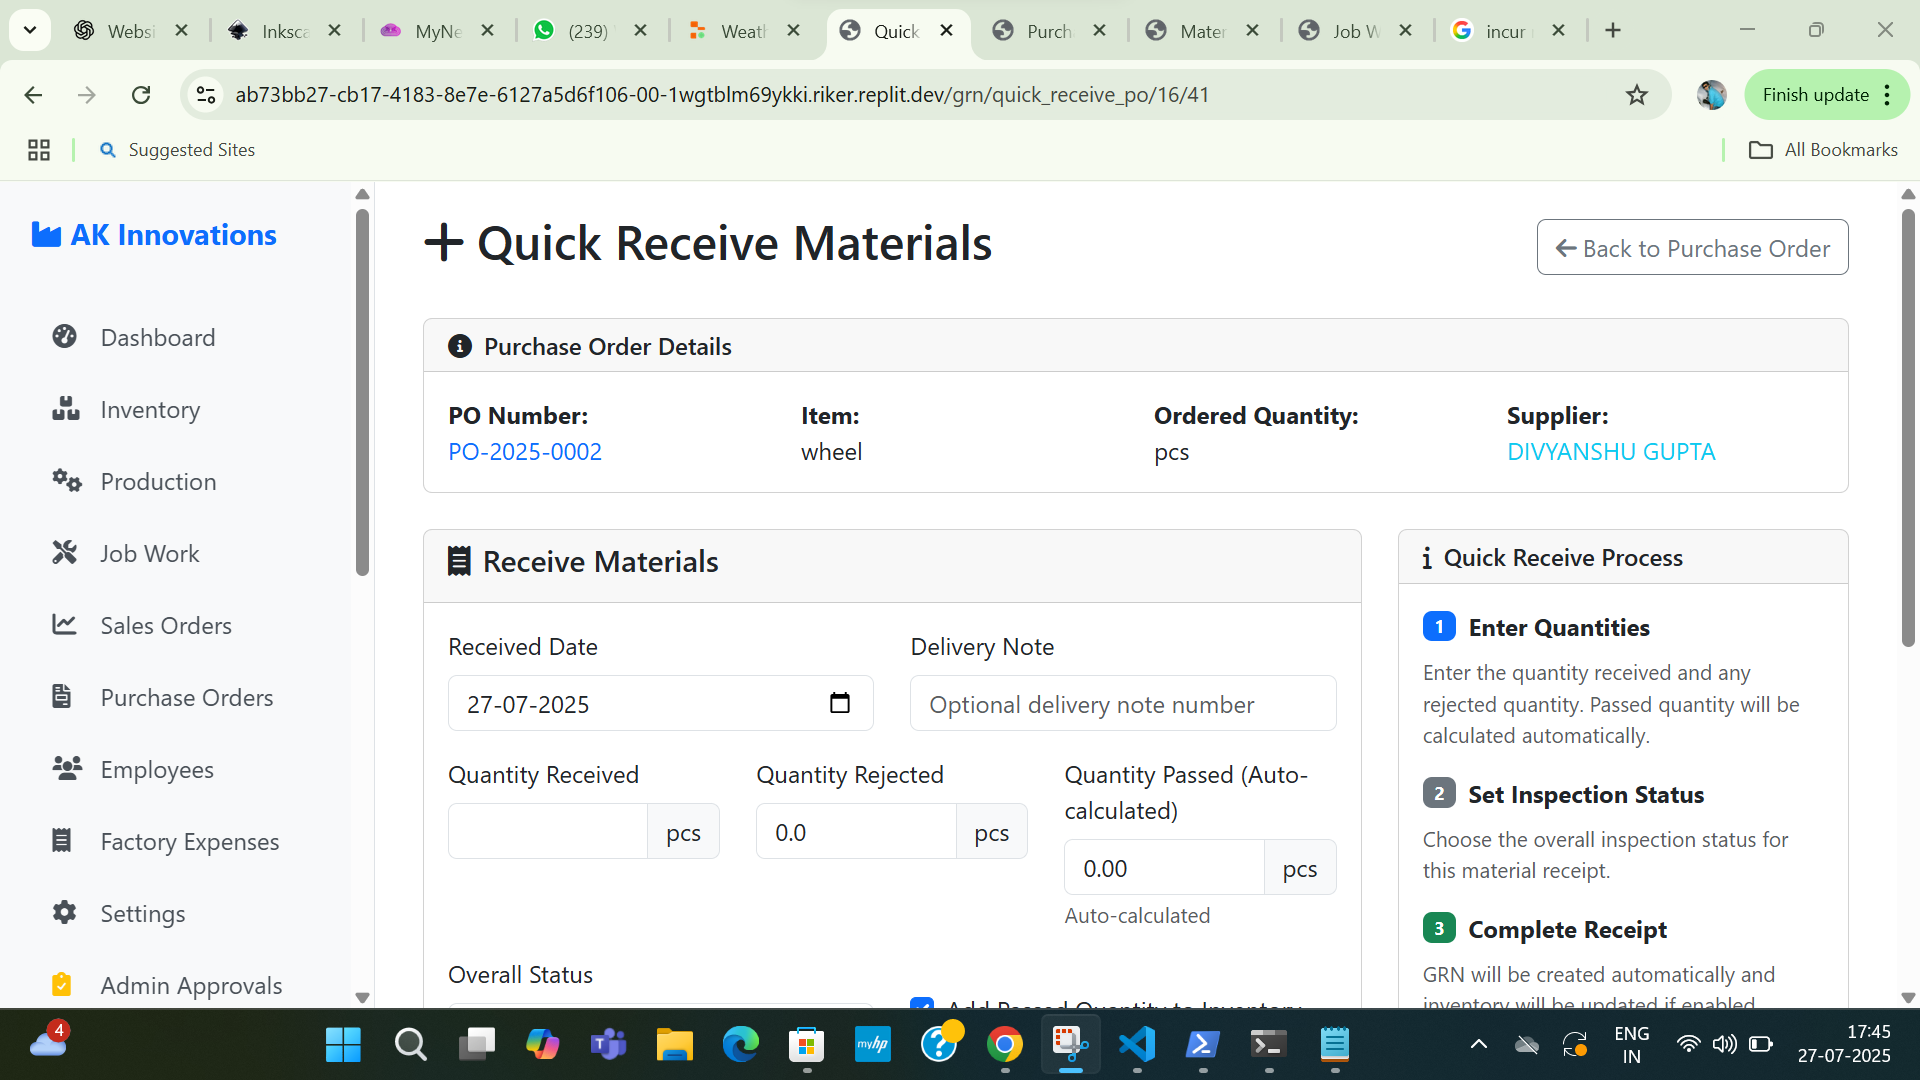 Websi
Inksca
MyNe
(239)
Weath
Quick
Purch
Mater
Job W
incur
ab73bb27-cb17-4183-8e7e-6127a5d6f106-00-1wgtblm69ykki.riker.replit.dev/grn/quick_receive_po/16/41
Finish update
Suggested Sites
All Bookmarks
AK Innovations
Dashboard
Inventory
Production
Job Work
Sales Orders
Purchase Orders
Employees
Factory Expenses
Settings
Admin Approvals
Quick Receive Materials
Back to Purchase Order
Purchase Order Details
PO Number:
PO-2025-0002
Item:
wheel
Ordered Quantity:
pcs
Supplier:
DIVYANSHU GUPTA
Receive Materials
Received Date
27-07-2025
Delivery Note
Optional delivery note number
Quantity Received
pcs
Quantity Rejected
0.0 pcs
Quantity Passed (Auto-
calculated)
0.00 pcs
Auto-calculated
Overall Status
Add Passed Quantity to Inventory
Quick Receive Process
1 Enter Quantities
Enter the quantity received and any
rejected quantity. Passed quantity will be
calculated automatically.
2 Set Inspection Status
Choose the overall inspection status for
this material receipt.
3 Complete Receipt
GRN will be created automatically and
inventory will be updated if enabled.
4
myhp
ENG
IN
17:45
27-07-2025